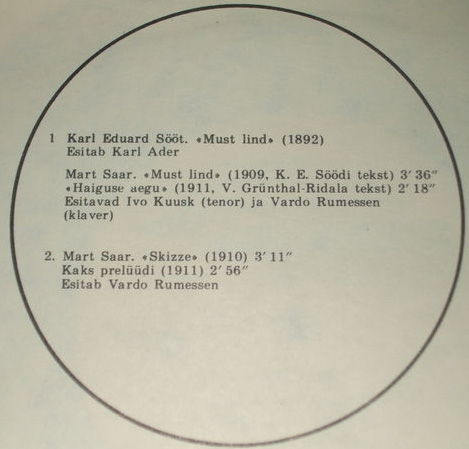 1 Karl Eduard Sööt. «Must lind» (1892)
Esitab Karl Ader
Mart Saar. «Must lind» (1909, K. E. Söödi tekst) 3′ 36″
«Haiguse aegu» (1911, V. Grünthal-Ridala tekst) 2′ 18″
Esitavad Ivo Kuusk (tenor) ja Vardo Rumessen
(klaver)
2. Mart Saar. «Skizze» (1910) 3′ 11″
Kaks prelüüdi (1911) 2′ 56″
Esitab Vardo Rumessen